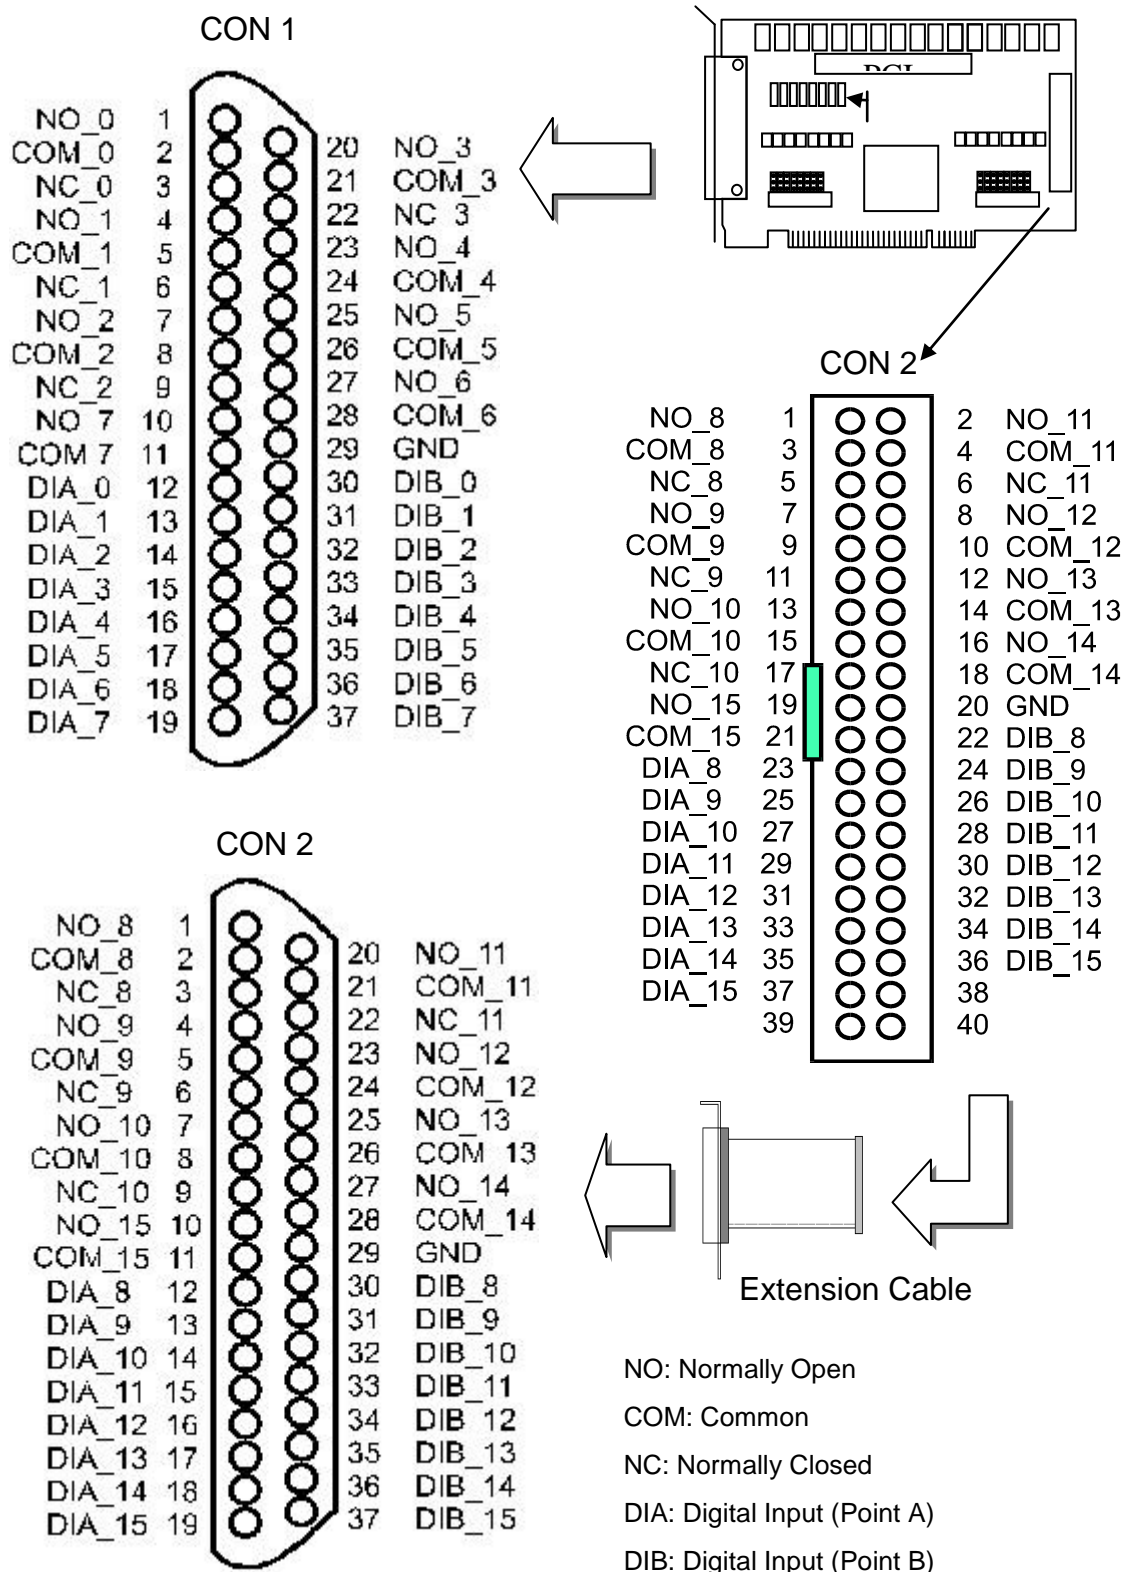 CON 1
NO_0 1
COM_0 2
NC_0 3
NO_1 4
COM_1 5
NC_1 6
NO_2 7
COM_2 8
NC_2 9
NO_7 10
COM 7 11
DIA_0 12
DIA_1 13
DIA_2 14
DIA_3 15
DIA_4 16
DIA_5 17
DIA_6 18
DIA_7 19
20 NO_3
21 COM_3
22 NC_3
23 NO_4
24 COM_4
25 NO_5
26 COM_5
27 NO_6
28 COM_6
29 GND
30 DIB_0
31 DIB_1
32 DIB_2
33 DIB_3
34 DIB_4
35 DIB_5
36 DIB_6
37 DIB_7
CON 2
NO_8 1
COM_8 3
NC_8 5
NO_9 7
COM_9 9
NC_9 11
NO_10 13
COM_10 15
NC_10 17
NO_15 19
COM_15 21
DIA_8 23
DIA_9 25
DIA_10 27
DIA_11 29
DIA_12 31
DIA_13 33
DIA_14 35
DIA_15 37
39
2 NO_11
4 COM_11
6 NC_11
8 NO_12
10 COM_12
12 NO_13
14 COM_13
16 NO_14
18 COM_14
20 GND
22 DIB_8
24 DIB_9
26 DIB_10
28 DIB_11
30 DIB_12
32 DIB_13
34 DIB_14
36 DIB_15
38
40
CON 2
NO_8 1
COM_8 2
NC_8 3
NO_9 4
COM_9 5
NC_9 6
NO_10 7
COM_10 8
NC_10 9
NO_15 10
COM_15 11
DIA_8 12
DIA_9 13
DIA_10 14
DIA_11 15
DIA_12 16
DIA_13 17
DIA_14 18
DIA_15 19
20 NO_11
21 COM_11
22 NC_11
23 NO_12
24 COM_12
25 NO_13
26 COM_13
27 NO_14
28 COM_14
29 GND
30 DIB_8
31 DIB_9
32 DIB_10
33 DIB_11
34 DIB_12
35 DIB_13
36 DIB_14
37 DIB_15
Extension Cable
NO: Normally Open
COM: Common
NC: Normally Closed
DIA: Digital Input (Point A)
DIB: Digital Input (Point B)